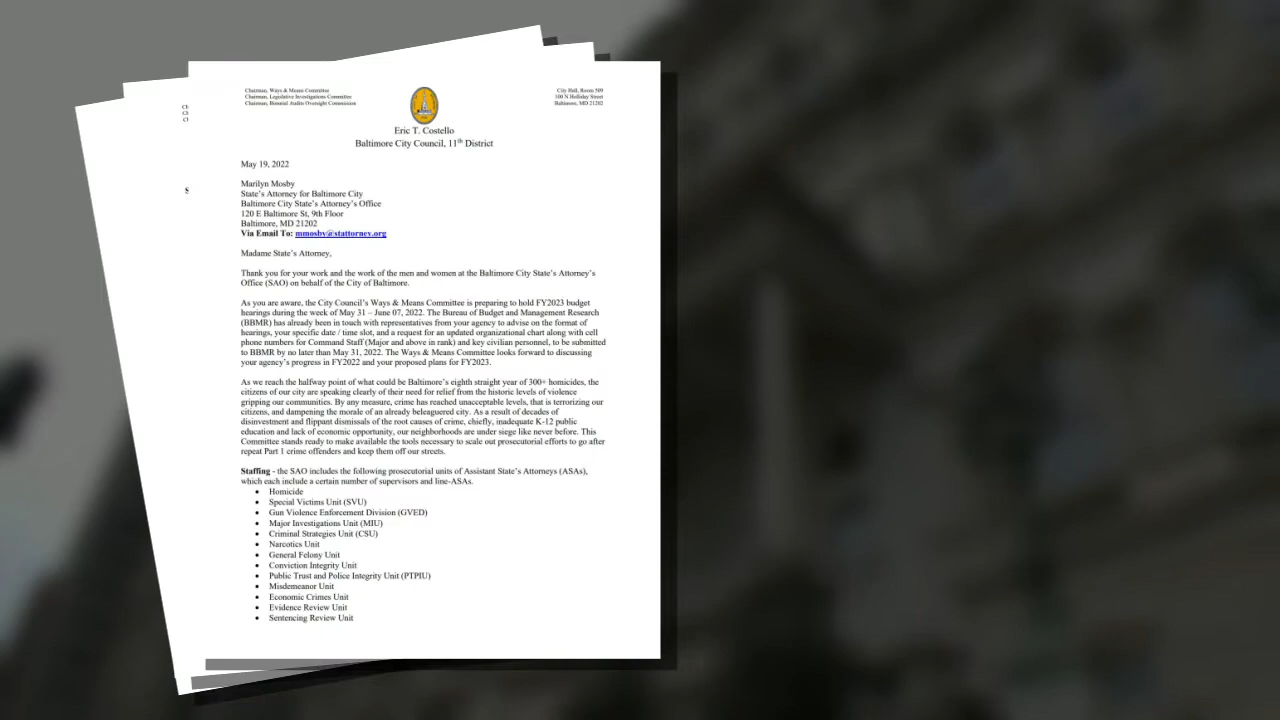 Chairman, Ways & Means Committee
Chairman, Legislative Investigations Committee
Chairman, Biennial Audits Oversight Commission
City Hall, Room 509
100 N Holliday Street
Baltimore, MD 21202
Eric T. Costello
Baltimore City Council, 11th District
May 19, 2022
Marilyn Mosby
State's Attorney for Baltimore City
Baltimore City State's Attorney's Office
120 E Baltimore St, 9th Floor
Baltimore, MD 21202
Via Email To: mmosby@stattorney.org
Madame State's Attorney,
Thank you for your work and the work of the men and women at the Baltimore City State's Attorney's
Office (SAO) on behalf of the City of Baltimore.
As you are aware, the City Council's Ways & Means Committee is preparing to hold FY2023 budget
hearings during the week of May 31 – June 07, 2022. The Bureau of Budget and Management Research
(BBMR) has already been in touch with representatives from your agency to advise on the format of
hearings, your specific date / time slot, and a request for an updated organizational chart along with cell
phone numbers for Command Staff (Major and above in rank) and key civilian personnel, to be submitted
to BBMR by no later than May 31, 2022. The Ways & Means Committee looks forward to discussing
your agency's progress in FY2022 and your proposed plans for FY2023.
As we reach the halfway point of what could be Baltimore's eighth straight year of 300+ homicides, the
citizens of our city are speaking clearly of their need for relief from the historic levels of violence
gripping our communities. By any measure, crime has reached unacceptable levels, that is terrorizing our
citizens, and dampening the morale of an already beleaguered city. As a result of decades of
disinvestment and flippant dismissals of the root causes of crime, chiefly, inadequate K-12 public
education and lack of economic opportunity, our neighborhoods are under siege like never before. This
Committee stands ready to make available the tools necessary to scale out prosecutorial efforts to go after
repeat Part 1 crime offenders and keep them off our streets.
Staffing - the SAO includes the following prosecutorial units of Assistant State's Attorneys (ASAs),
which each include a certain number of supervisors and line-ASAs.
• Homicide
• Special Victims Unit (SVU)
• Gun Violence Enforcement Division (GVED)
• Major Investigations Unit (MIU)
• Criminal Strategies Unit (CSU)
• Narcotics Unit
• General Felony Unit
• Conviction Integrity Unit
• Public Trust and Police Integrity Unit (PTPIU)
• Misdemeanor Unit
• Economic Crimes Unit
• Evidence Review Unit
• Sentencing Review Unit